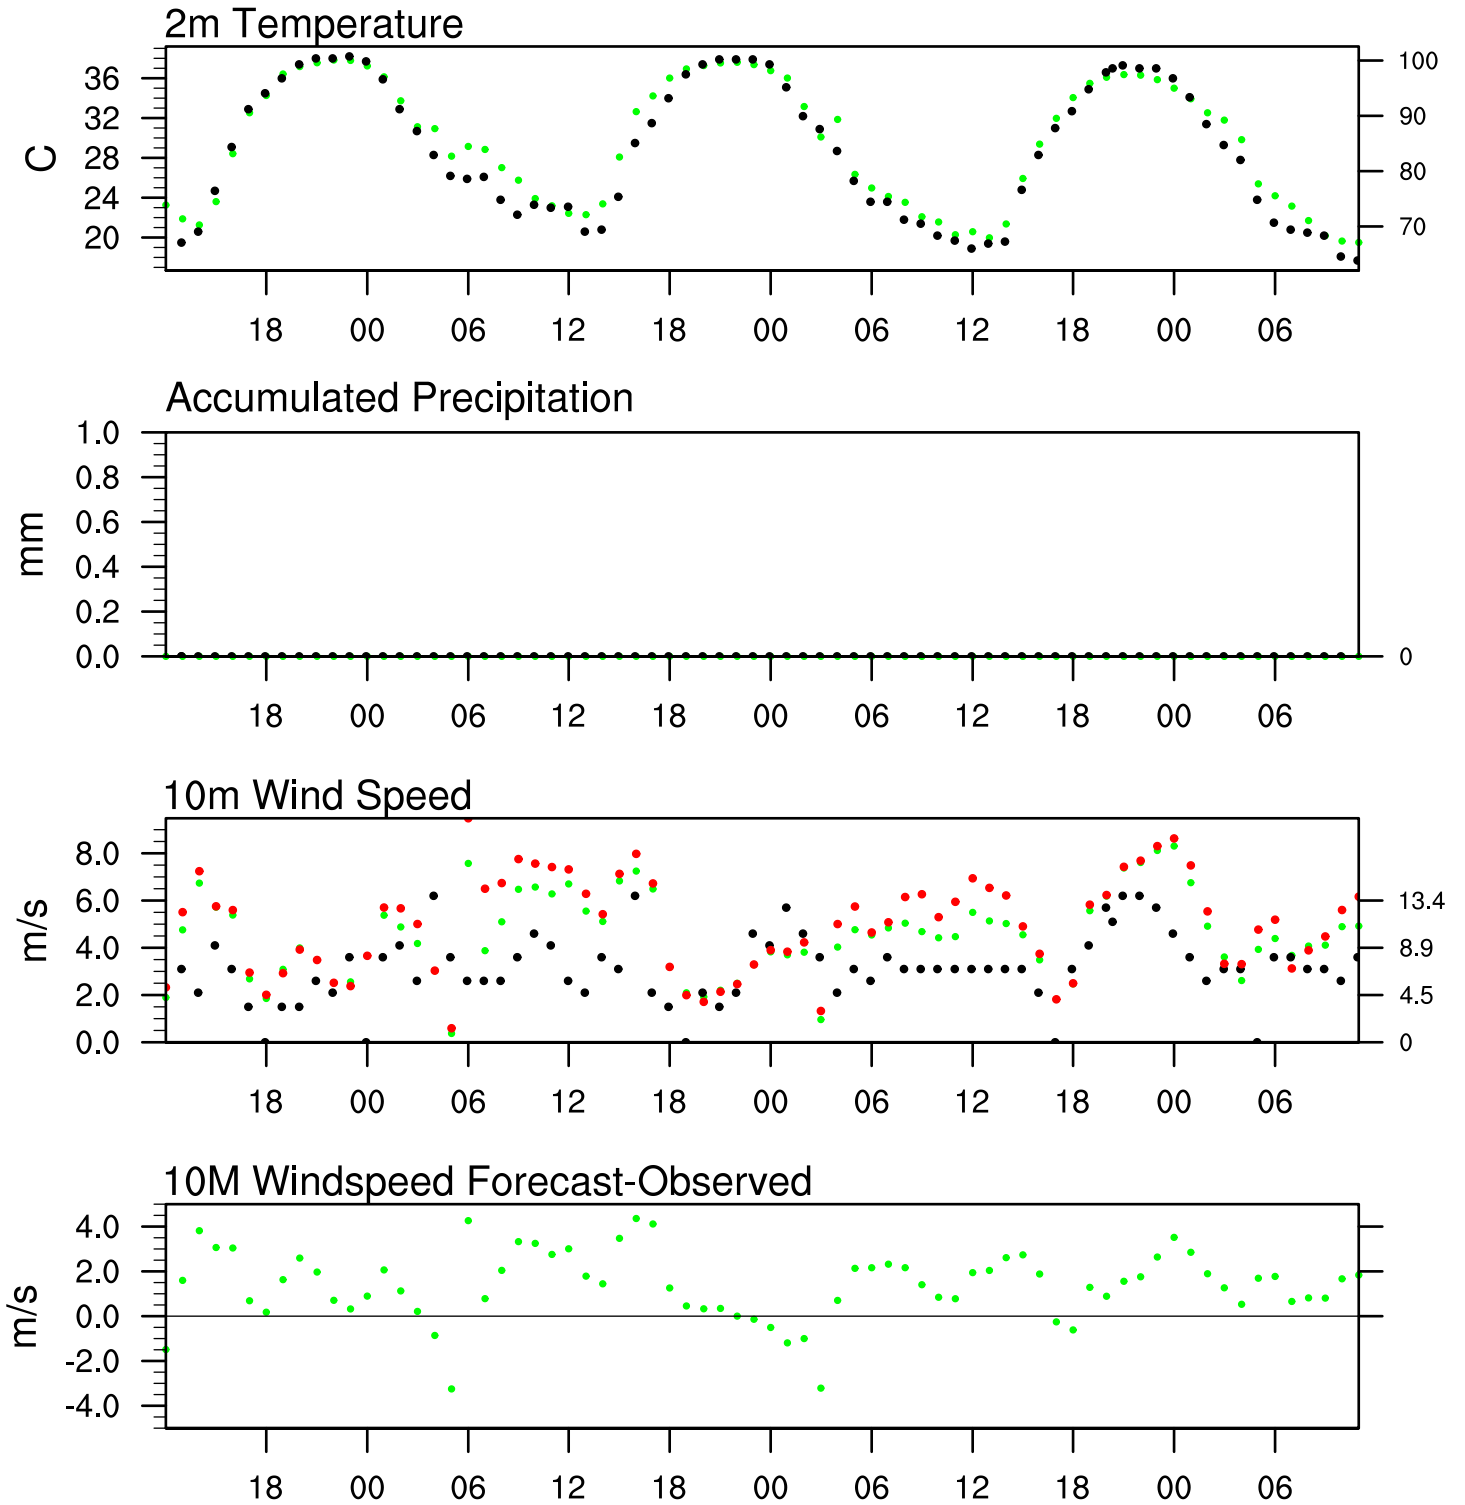 2m Temperature
36
32
28
24
20
C
100
90
80
70
18 00 06 12 18 00 06 12 18 00 06
Accumulated Precipitation
1.0
0.8
0.6
0.4
0.2
0.0
mm
0
18 00 06 12 18 00 06 12 18 00 06
10m Wind Speed
8.0
6.0
4.0
2.0
0.0
m/s
13.4
8.9
4.5
0
18 00 06 12 18 00 06 12 18 00 06
10M Windspeed Forecast-Observed
4.0
2.0
0.0
-2.0
-4.0
m/s
18 00 06 12 18 00 06 12 18 00 06